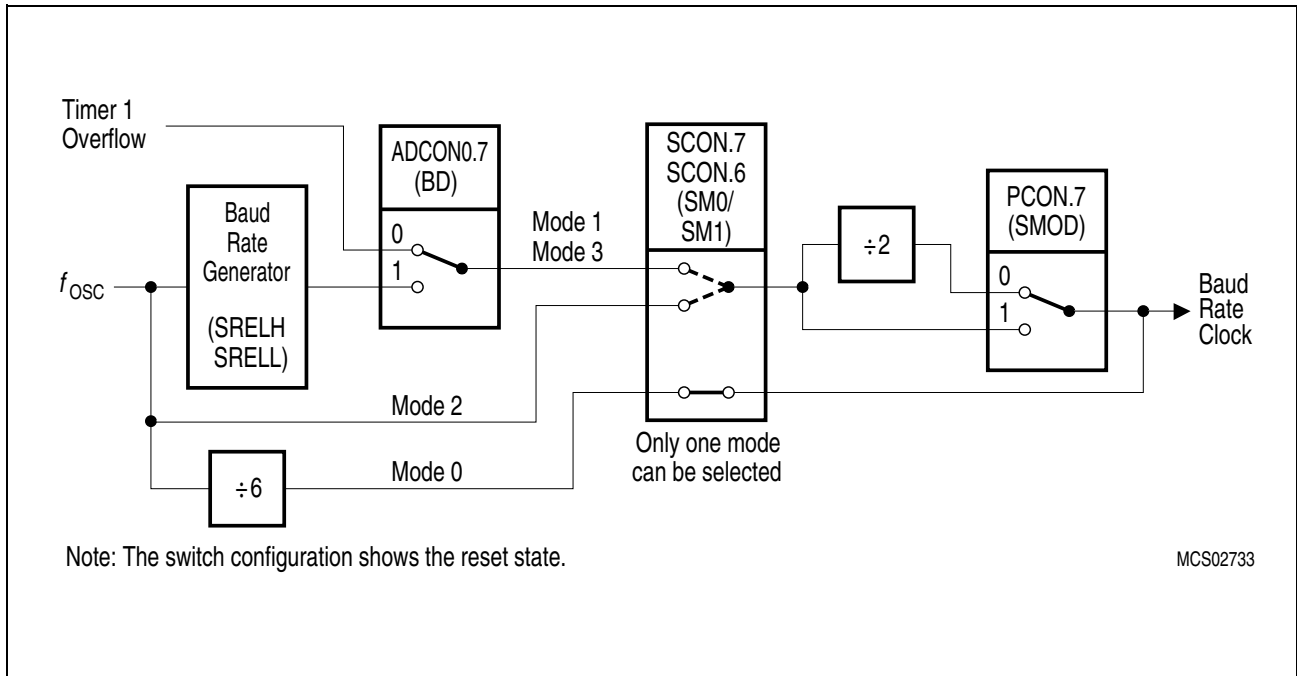 Timer 1
Overflow
ADCON0.7
(BD)
0
1
Baud
Rate
Generator
(SRELH
SRELL)
f OSC
Mode 1
Mode 3
SCON.7
SCON.6
(SM0/
SM1)
÷2
PCON.7
(SMOD)
0
1
Baud
Rate
Clock
Mode 2
Only one mode
can be selected
÷6
Mode 0
Note: The switch configuration shows the reset state.
MCS02733